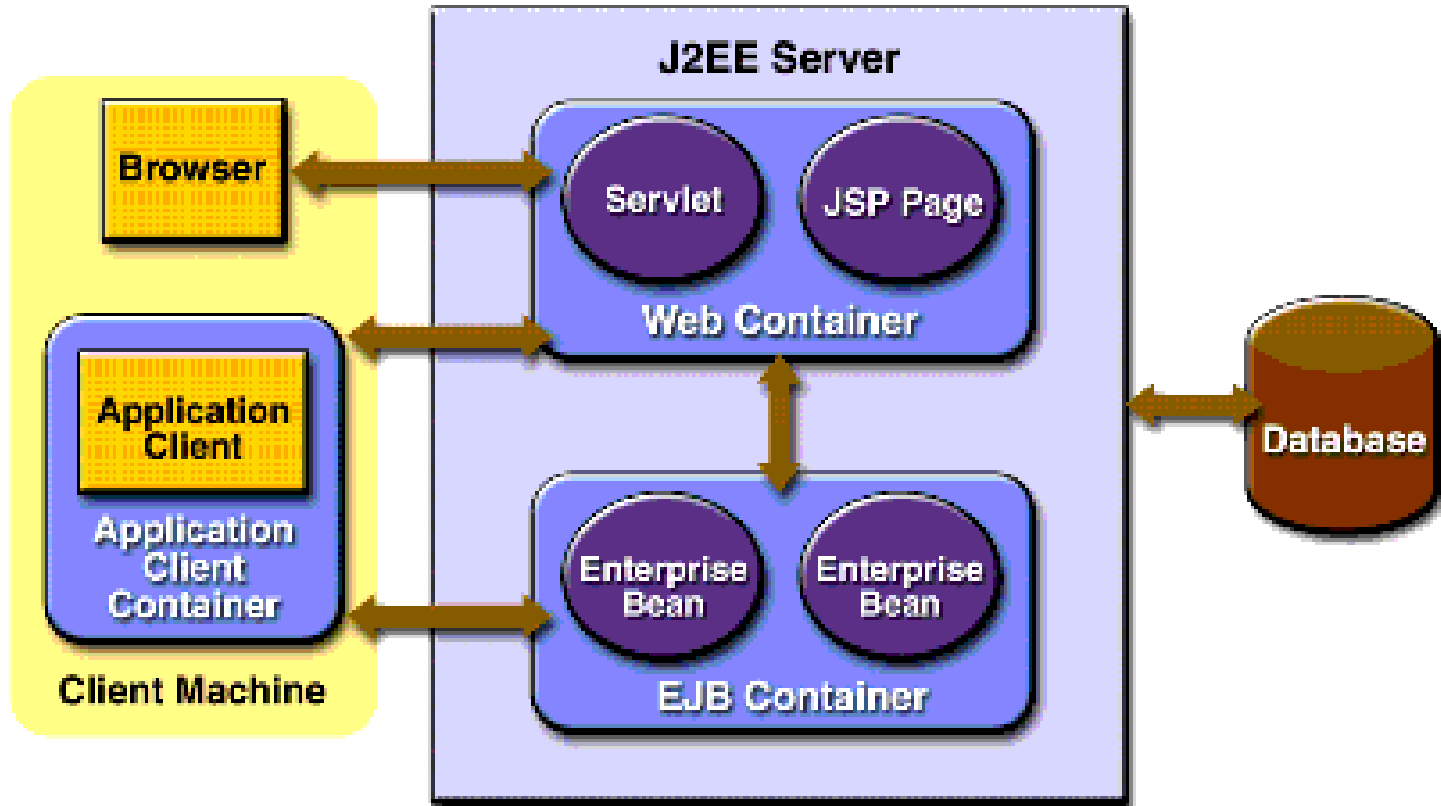 J2EE Server
Browser
Servlet
JSP Page
Web Container
Application
Client
Application
Client
Container
Client Machine
Enterprise
Bean
Enterprise
Bean
EJB Container
Database